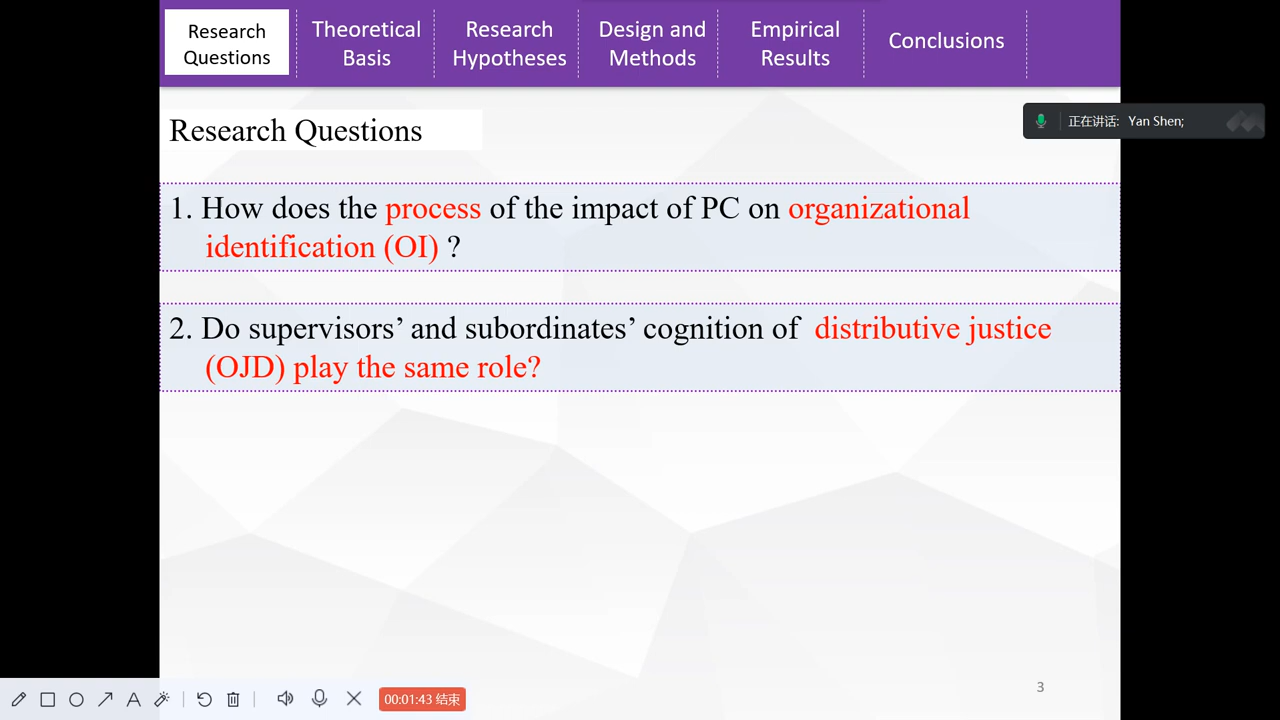 Research
Questions
Theoretical
Basis
Research
Hypotheses
Design and
Methods
Empirical
Results
Conclusions
正在讲话: Yan Shen;
Research Questions
1. How does the process of the impact of PC on organizational
identification (OI) ?
2. Do supervisors’ and subordinates’ cognition of distributive justice
(OJD) play the same role?
3
A
00:01:43 结束